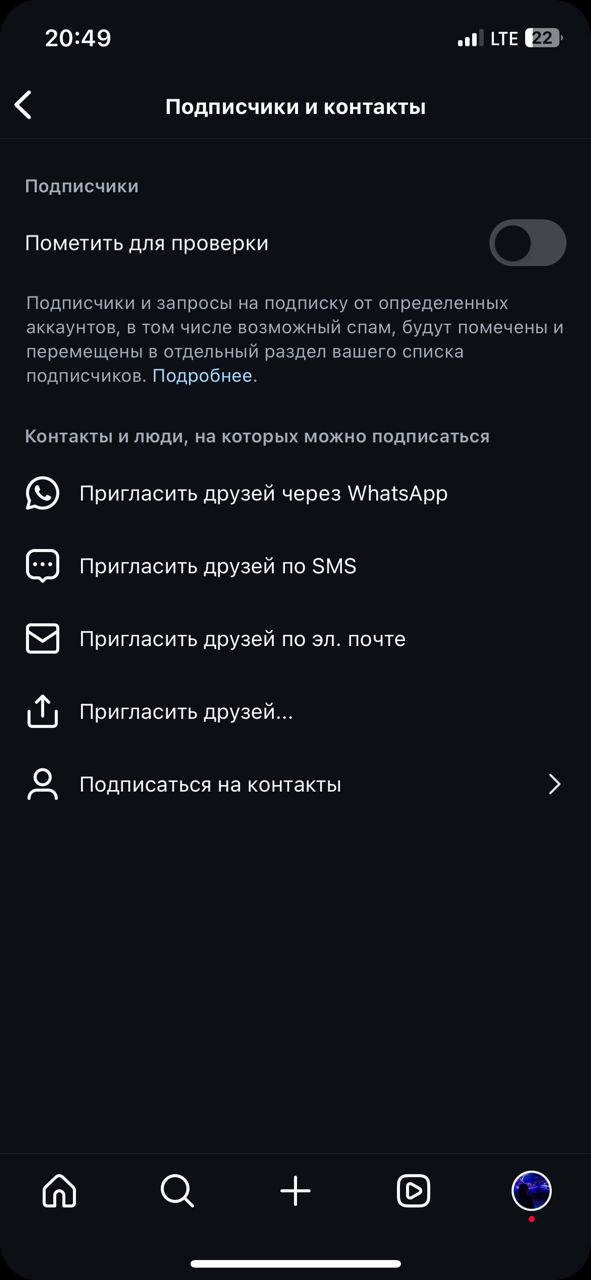 20:49
LTE 22
Подписчики и контакты
Подписчики
Пометить для проверки
Подписчики и запросы на подписку от определенных
аккаунтов, в том числе возможный спам, будут помечены и
перемещены в отдельный раздел вашего списка
подписчиков. Подробнее.
Контакты и люди, на которых можно подписаться
Пригласить друзей через WhatsApp
Пригласить друзей по SMS
Пригласить друзей по эл. почте
Пригласить друзей...
Подписаться на контакты